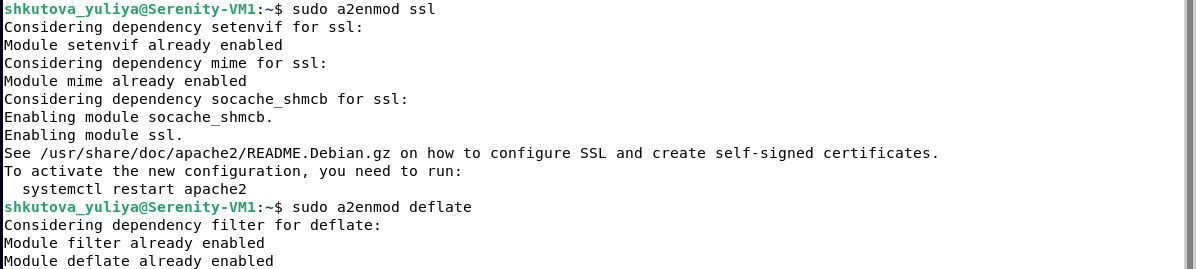 shkutova_yuliya@Serenity-VM1:~$ sudo a2enmod ssl
Considering dependency setenvif for ssl:
Module setenvif already enabled
Considering dependency mime for ssl:
Module mime already enabled
Considering dependency socache_shmcb for ssl:
Enabling module socache_shmcb.
Enabling module ssl.
See /usr/share/doc/apache2/README.Debian.gz on how to configure SSL and create self-signed certificates.
To activate the new configuration, you need to run:
  systemctl restart apache2
shkutova_yuliya@Serenity-VM1:~$ sudo a2enmod deflate
Considering dependency filter for deflate:
Module filter already enabled
Module deflate already enabled